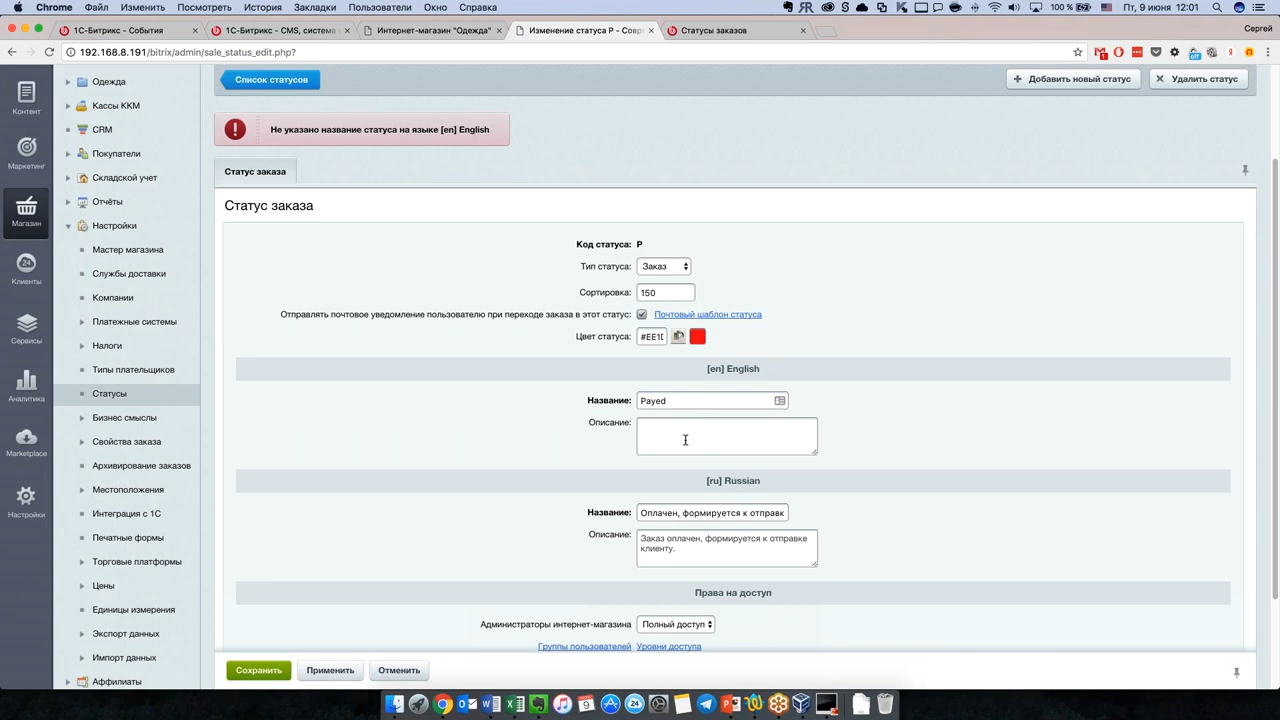 Chrome Файл Изменить Посмотреть История Закладки Пользователи Окно Справка 100 % Пт, 9 июня 12:01
1С-Битрикс - События
1С-Битрикс - CMS, система
Интернет-магазин "Одежда"
Изменение статуса P - Совр
Статусы заказов
Сергей
192.168.8.191/bitrix/admin/sale_status_edit.php?
Контент
Маркетинг
Магазин
24
Клиенты
Сервисы
Аналитика
Marketplace
Настройки
Одежда
Кассы ККМ
CRM
Покупатели
Складской учет
Отчёты
Настройки
Мастер магазина
Службы доставки
Компании
Платежные системы
Налоги
Типы плательщиков
Статусы
Бизнес смыслы
Свойства заказа
Архивирование заказов
Местоположения
Интеграция с 1С
Печатные формы
Торговые платформы
Цены
Единицы измерения
Экспорт данных
Импорт данных
Аффилиаты
Список статусов
Добавить новый статус
Удалить статус
Не указано название статуса на языке [en] English
Статус заказа
Статус заказа
Код статуса: P
Тип статуса: Заказ
Сортировка: 150
Отправлять почтовое уведомление пользователю при переходе заказа в этот статус: Почтовый шаблон статуса
Цвет статуса: #EE1D
[en] English
Название: Payed
Описание:
[ru] Russian
Название: Оплачен, формируется к отправк
Описание: Заказ оплачен, формируется к отправке
клиенту.
Права на доступ
Администраторы интернет-магазина Полный доступ
Группы пользователей Уровни доступа
Сохранить Применить Отменить